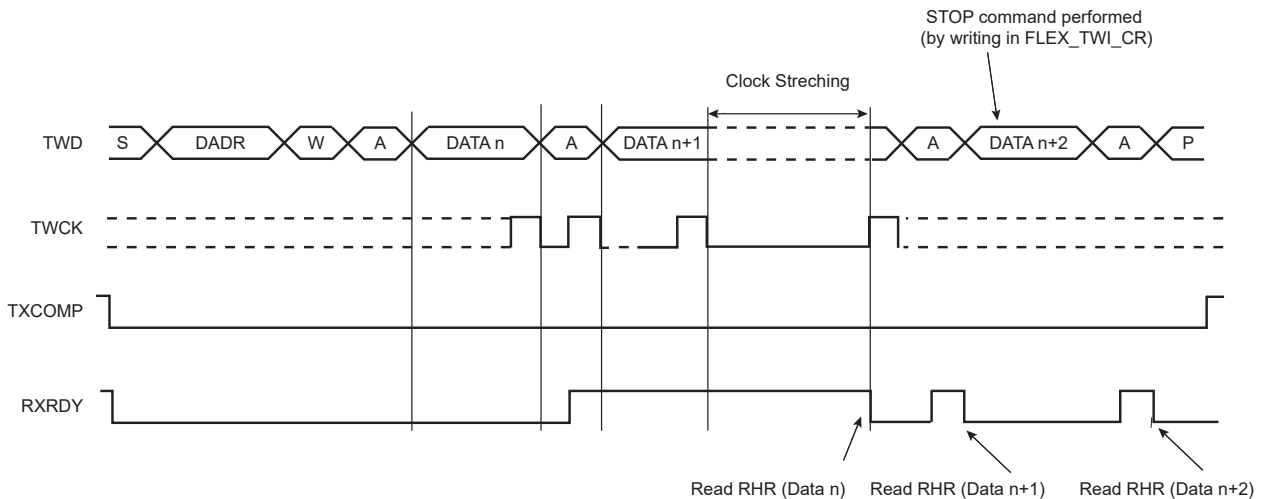 STOP command performed
(by writing in FLEX_TWI_CR)
Clock Streching
TWD S DADR W A DATA n A DATA n+1 A DATA n+2 A P
TWCK
TXCOMP
RXRDY
Read RHR (Data n) Read RHR (Data n+1) Read RHR (Data n+2)